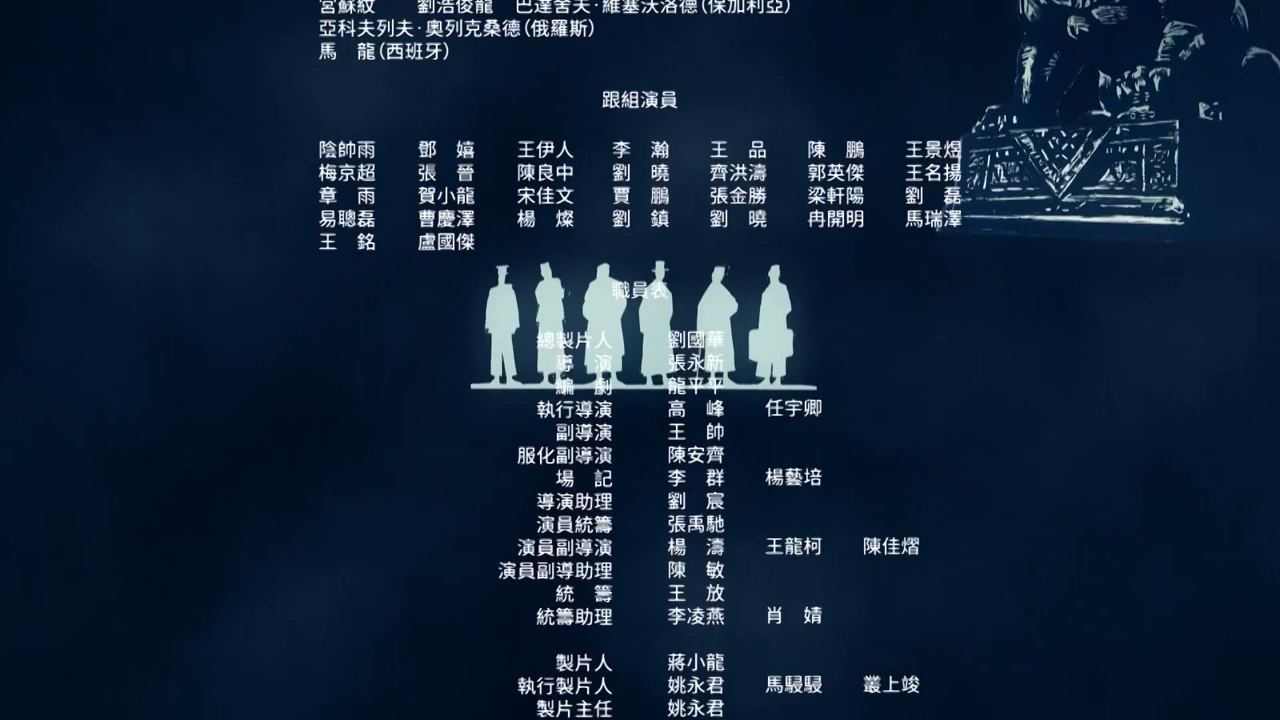 宮蘇紋 劉浩俊龍 巴達舍夫·維塞沃洛德(保加利亞)
亞科夫列夫·奧列克桑德(俄羅斯)
馬 龍(西班牙)
跟組演員
陰帥雨 鄧 嬉 王伊人 李 瀚 王 品 陳 鵬 王景煜
梅京超 張 晉 陳良中 劉 曉 齊洪濤 郭英傑 王名揚
章 雨 賀小龍 宋佳文 賈 鵬 張金勝 梁軒陽 劉 磊
易聰磊 曹慶澤 楊 燦 劉 鎮 劉 曉 冉開明 馬瑞澤
王 銘 盧國傑
職員表
總製片人 劉國華
導 演 張永新
編 劇 龍平平
執行導演 高 峰 任宇卿
副導演 王 帥
服化副導演 陳安齊
場 記 李 群 楊藝培
導演助理 劉 宸
演員統籌 張禹馳
演員副導演 楊 濤 王龍柯 陳佳熠
演員副導助理 陳 敏
統 籌 王 放
統籌助理 李凌燕 肖 婧
製片人 蔣小龍
執行製片人 姚永君 馬駸駸 叢上竣
製片主任 姚永君